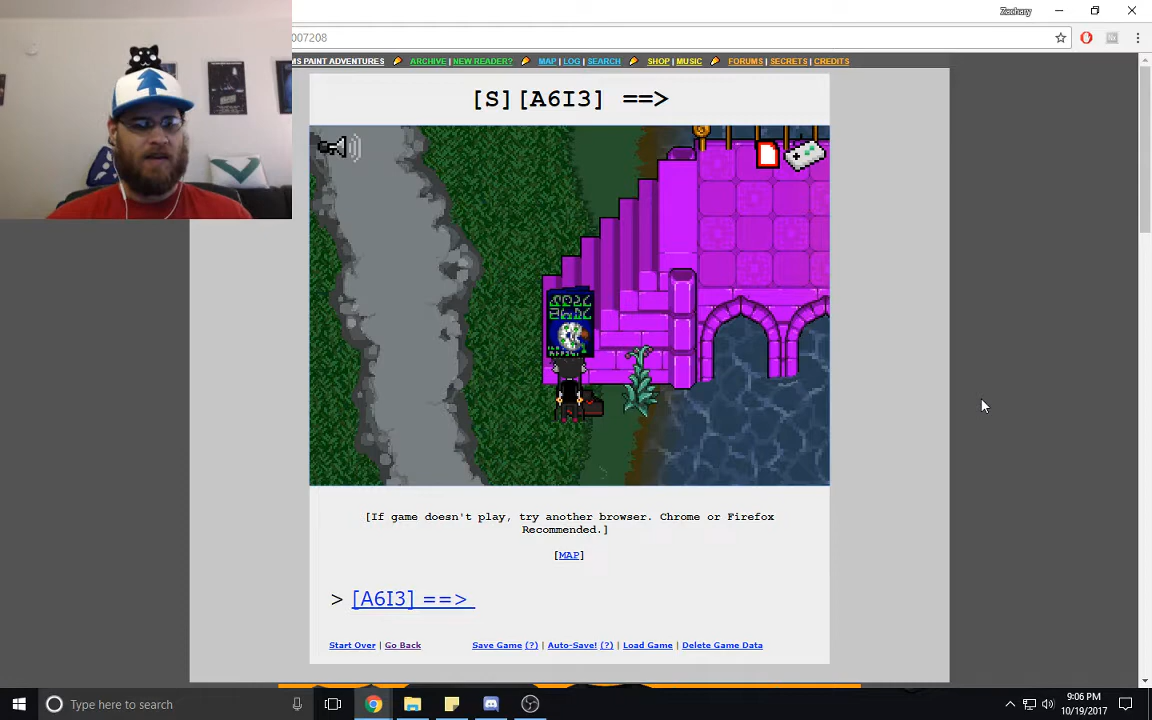 Zachary
007208
MS PAINT ADVENTURES ARCHIVE | NEW READER? MAP | LOG | SEARCH SHOP | MUSIC FORUMS | SECRETS | CREDITS
[S][A6I3] ==>
[If game doesn't play, try another browser. Chrome or Firefox
Recommended.]
[MAP]
> [A6I3] ==>
Start Over | Go Back Save Game (?) | Auto-Save! (?) | Load Game | Delete Game Data
Type here to search
9:06 PM
10/19/2017